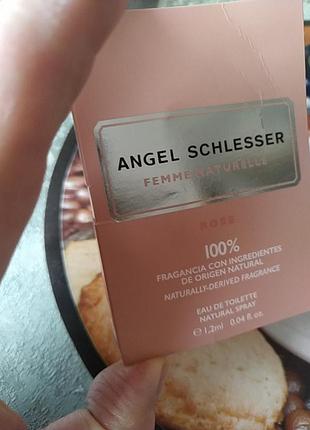 ANGEL SCHLESSER
FEMME NATURELLE
ROSE
100%
FRAGANCIA CON INGREDIENTES
DE ORIGEN NATURAL
NATURALLY-DERIVED FRAGRANCE
EAU DE TOILETTE
NATURAL SPRAY
℮ 1,2ml 0.04 fl. oz.